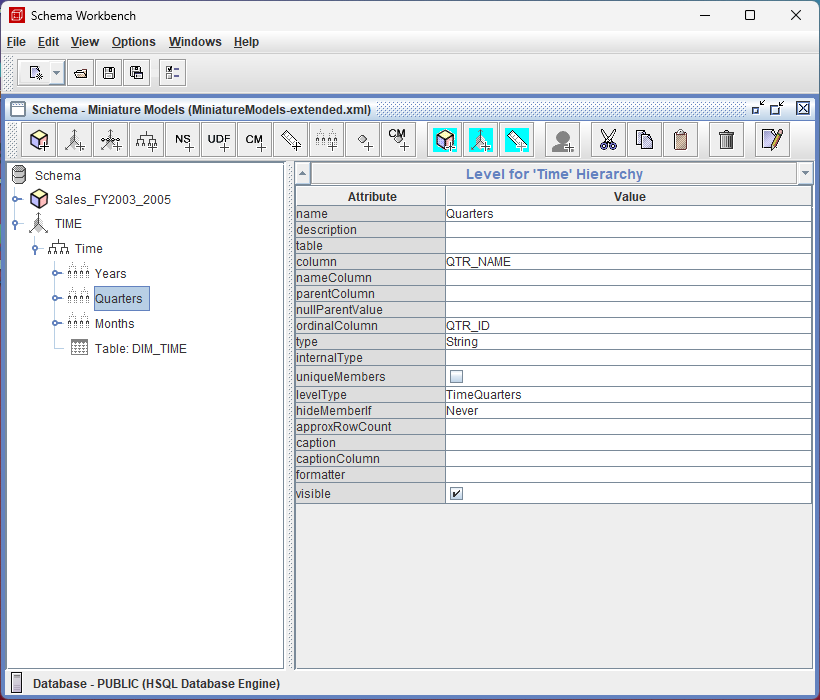 Schema Workbench
File Edit View Options Windows Help
Schema - Miniature Models (MiniatureModels-extended.xml)
NS UDF CM CM
Schema
Sales_FY2003_2005
TIME
Time
Years
Quarters
Months
Table: DIM_TIME
Level for 'Time' Hierarchy
Attribute Value
name Quarters
description
table
column QTR_NAME
nameColumn
parentColumn
nullParentValue
ordinalColumn QTR_ID
type String
internalType
uniqueMembers
levelType TimeQuarters
hideMemberIf Never
approxRowCount
caption
captionColumn
formatter
visible
Database - PUBLIC (HSQL Database Engine)